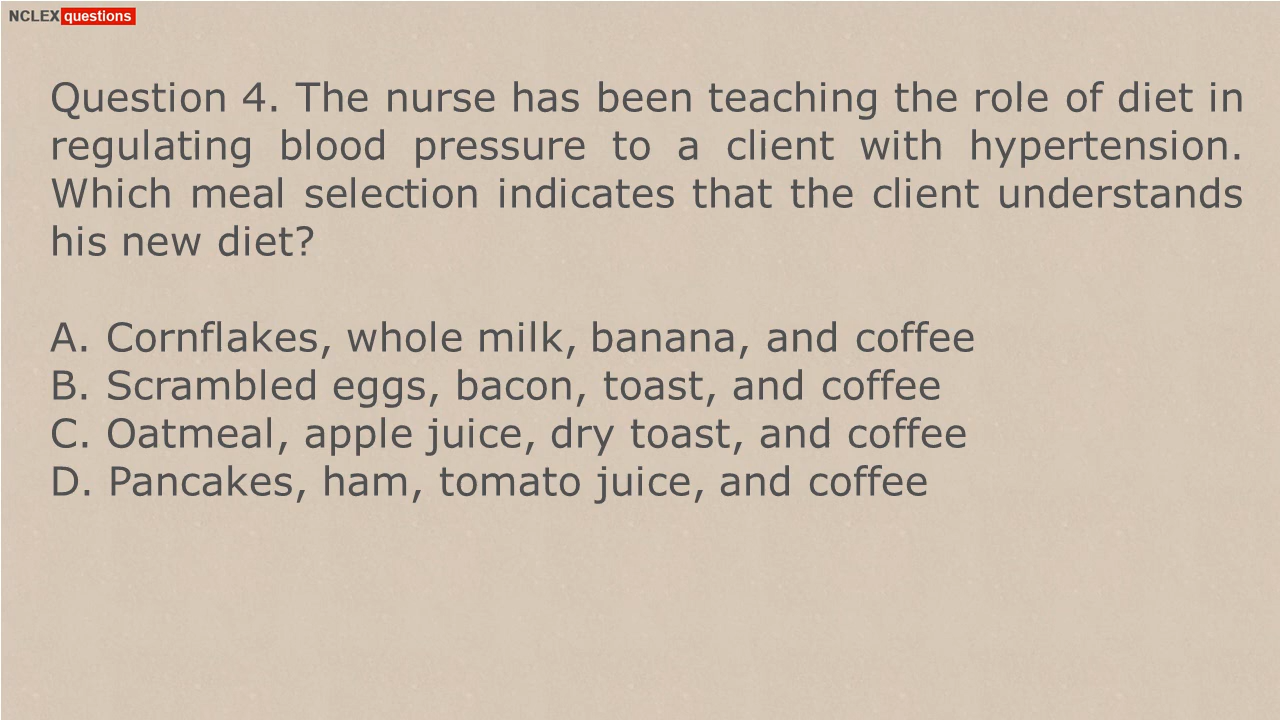 NCLEX questions
Question 4. The nurse has been teaching the role of diet in
regulating blood pressure to a client with hypertension.
Which meal selection indicates that the client understands
his new diet?
A. Cornflakes, whole milk, banana, and coffee
B. Scrambled eggs, bacon, toast, and coffee
C. Oatmeal, apple juice, dry toast, and coffee
D. Pancakes, ham, tomato juice, and coffee